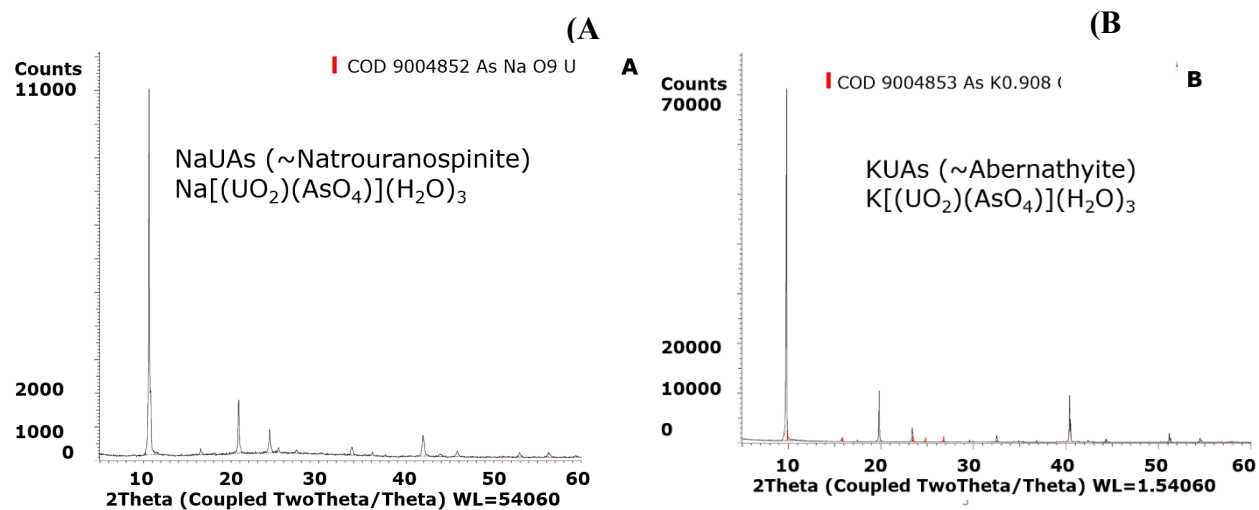 (A
COD 9004852 As Na O9 U
A
Counts
11000
NaUAs (~Natrouranospinite)
Na[(UO₂)(AsO₄)](H₂O)₃
2000
1000
0
10 20 30 40 50 60
2Theta (Coupled TwoTheta/Theta) WL=54060
(B
COD 9004853 As K0.908
B
Counts
70000
KUAs (~Abernathyite)
K[(UO₂)(AsO₄)](H₂O)₃
20000
10000
0
10 20 30 40 50 60
2Theta (Coupled TwoTheta/Theta) WL=1.54060